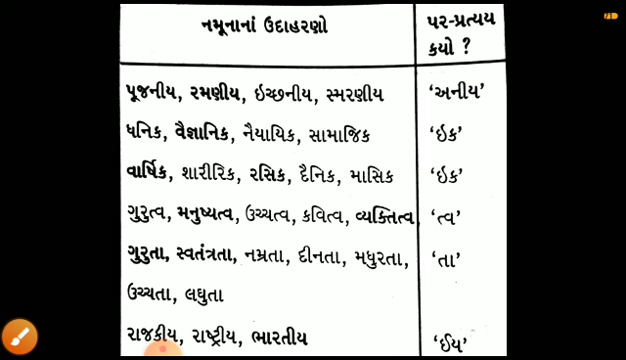 નમૂનાનાં ઉદાહરણો પર-પ્રત્યય
કયો ?
પૂજનીય, રમણીય, ઇચ્છનીય, સ્મરણીય 'અનીય'
ધનિક, વૈજ્ઞાનિક, નૈયાયિક, સામાજિક 'ઇક'
વાર્ષિક, શારીરિક, રસિક, દૈનિક, માસિક 'ઇક'
ગુરુત્વ, મનુષ્યત્વ, ઉચ્ચત્વ, કવિત્વ, વ્યક્તિત્વ 'ત્વ'
ગુરુતા, સ્વતંત્રતા, નમ્રતા, દીનતા, મધુરતા, 'તા'
ઉચ્ચતા, લઘુતા
રાજકીય, રાષ્ટ્રીય, ભારતીય 'ઈય'